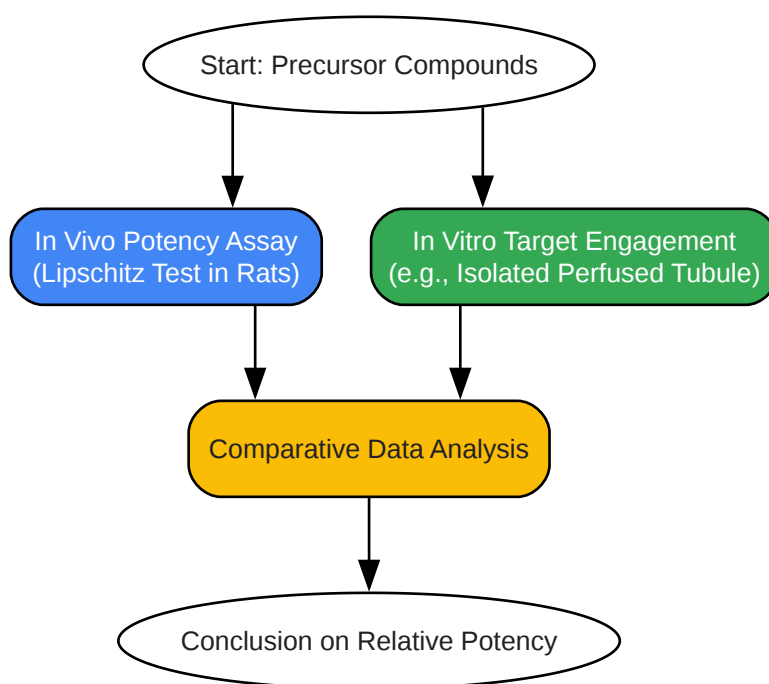 Start: Precursor Compounds
In Vivo Potency Assay
(Lipschitz Test in Rats)
In Vitro Target Engagement
(e.g., Isolated Perfused Tubule)
Comparative Data Analysis
Conclusion on Relative Potency